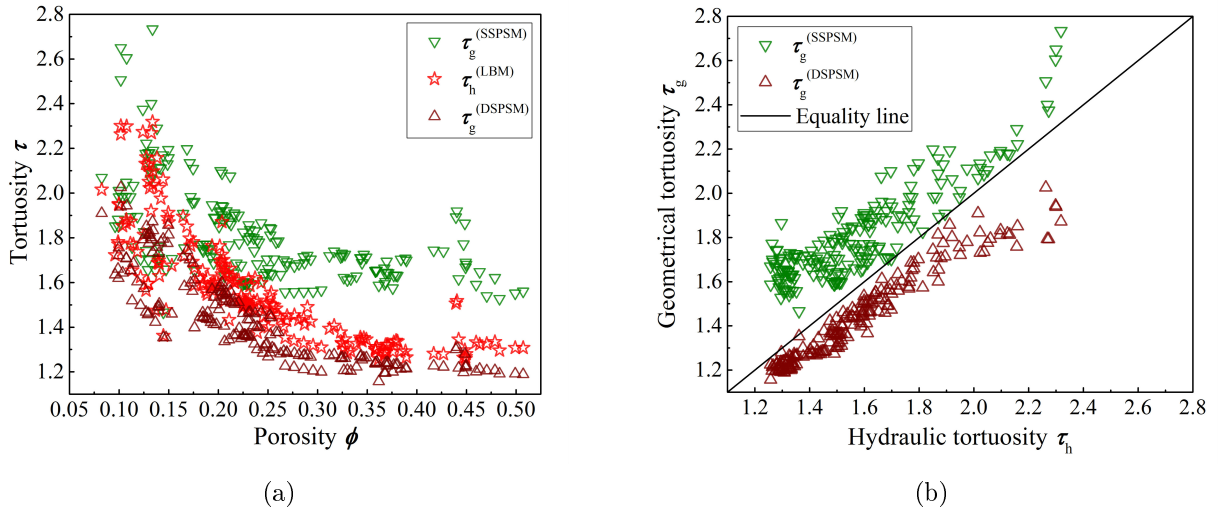 2.8
2.6
2.4
2.2
2.0
1.8
1.6
1.4
1.2
Tortuosity τ
τg(SSPSM)
τh(LBM)
τg(DSPSM)
0.05 0.10 0.15 0.20 0.25 0.30 0.35 0.40 0.45 0.50
Porosity ϕ
(a)
2.8
2.6
2.4
2.2
2.0
1.8
1.6
1.4
1.2
Geometrical tortuosity τg
τg(SSPSM)
τg(DSPSM)
Equality line
1.2 1.4 1.6 1.8 2.0 2.2 2.4 2.6 2.8
Hydraulic tortuosity τh
(b)